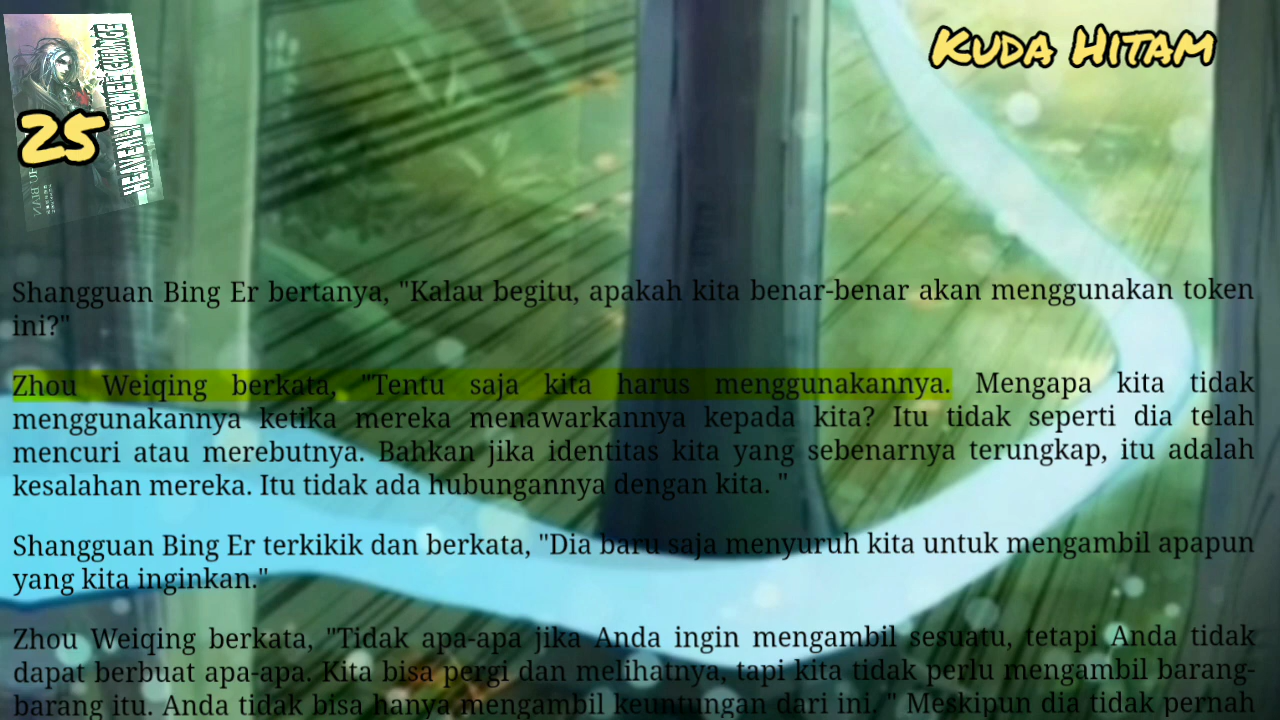 KUDA HITAM
HEAVENLY JEWEL CHANGE
25
Shangguan Bing Er bertanya, "Kalau begitu, apakah kita benar-benar akan menggunakan token
ini?"
Zhou Weiqing berkata, "Tentu saja kita harus menggunakannya. Mengapa kita tidak
menggunakannya ketika mereka menawarkannya kepada kita? Itu tidak seperti dia telah
mencuri atau merebutnya. Bahkan jika identitas kita yang sebenarnya terungkap, itu adalah
kesalahan mereka. Itu tidak ada hubungannya dengan kita. "
Shangguan Bing Er terkikik dan berkata, "Dia baru saja menyuruh kita untuk mengambil apapun
yang kita inginkan."
Zhou Weiqing berkata, "Tidak apa-apa jika Anda ingin mengambil sesuatu, tetapi Anda tidak
dapat berbuat apa-apa. Kita bisa pergi dan melihatnya, tapi kita tidak perlu mengambil barang-
barang itu. Anda tidak bisa hanya mengambil keuntungan dari ini. " Meskipun dia tidak pernah